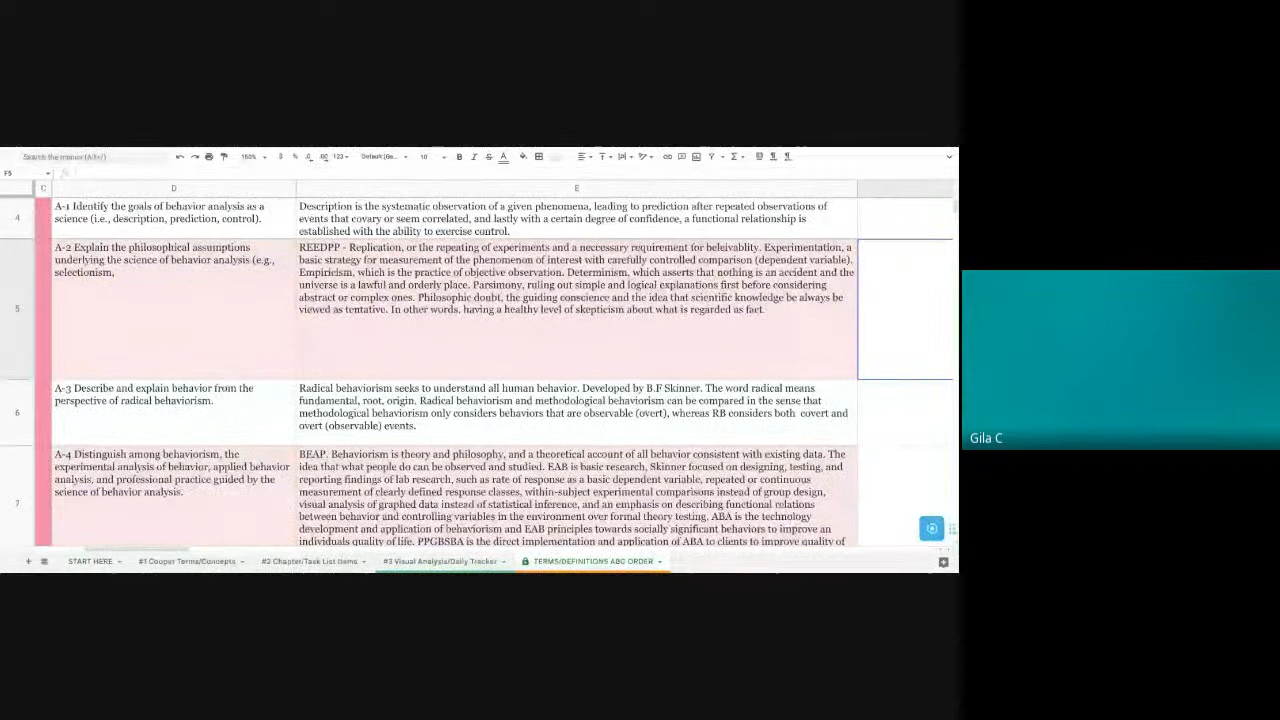 Search the menus (Alt+/)
150%
$ % .0 .00 123
Default (Ge...
10
B I S A
F5
fx
C D E
4
A-1 Identify the goals of behavior analysis as a
science (i.e., description, prediction, control).
Description is the systematic observation of a given phenomena, leading to prediction after repeated observations of
events that covary or seem correlated, and lastly with a certain degree of confidence, a functional relationship is
established with the ability to exercise control.
5
A-2 Explain the philosophical assumptions
underlying the science of behavior analysis (e.g.,
selectionism,
REEDPP - Replication, or the repeating of experiments and a neccessary requirement for beleivablity. Experimentation, a
basic strategy for measurement of the phenomenon of interest with carefully controlled comparison (dependent variable).
Empiricism, which is the practice of objective observation. Determinism, which asserts that nothing is an accident and the
universe is a lawful and orderly place. Parsimony, ruling out simple and logical explanations first before considering
abstract or complex ones. Philosophic doubt, the guiding conscience and the idea that scientific knowledge be always be
viewed as tentative. In other words, having a healthy level of skepticism about what is regarded as fact.
6
A-3 Describe and explain behavior from the
perspective of radical behaviorism.
Radical behaviorism seeks to understand all human behavior. Developed by B.F Skinner. The word radical means
fundamental, root, origin. Radical behaviorism and methodological behaviorism can be compared in the sense that
methodological behaviorism only considers behaviors that are observable (overt), whereas RB considers both covert and
overt (observable) events.
7
A-4 Distinguish among behaviorism, the
experimental analysis of behavior, applied behavior
analysis, and professional practice guided by the
science of behavior analysis.
BEAP. Behaviorism is theory and philosophy, and a theoretical account of all behavior consistent with existing data. The
idea that what people do can be observed and studied. EAB is basic research, Skinner focused on designing, testing, and
reporting findings of lab research, such as rate of response as a basic dependent variable, repeated or continuous
measurement of clearly defined response classes, within-subject experimental comparisons instead of group design,
visual analysis of graphed data instead of statistical inference, and an emphasis on describing functional relations
between behavior and controlling variables in the environment over formal theory testing. ABA is the technology
development and application of behaviorism and EAB principles towards socially significant behaviors to improve an
individuals quality of life. PPGBSBA is the direct implementation and application of ABA to clients to improve quality of
START HERE
#1 Couper Terms/Concepts
#2 Chapter/Task List Items
#3 Visual Analysis/Daily Tracker
TERMS/DEFINITIONS ABC ORDER
Gila C